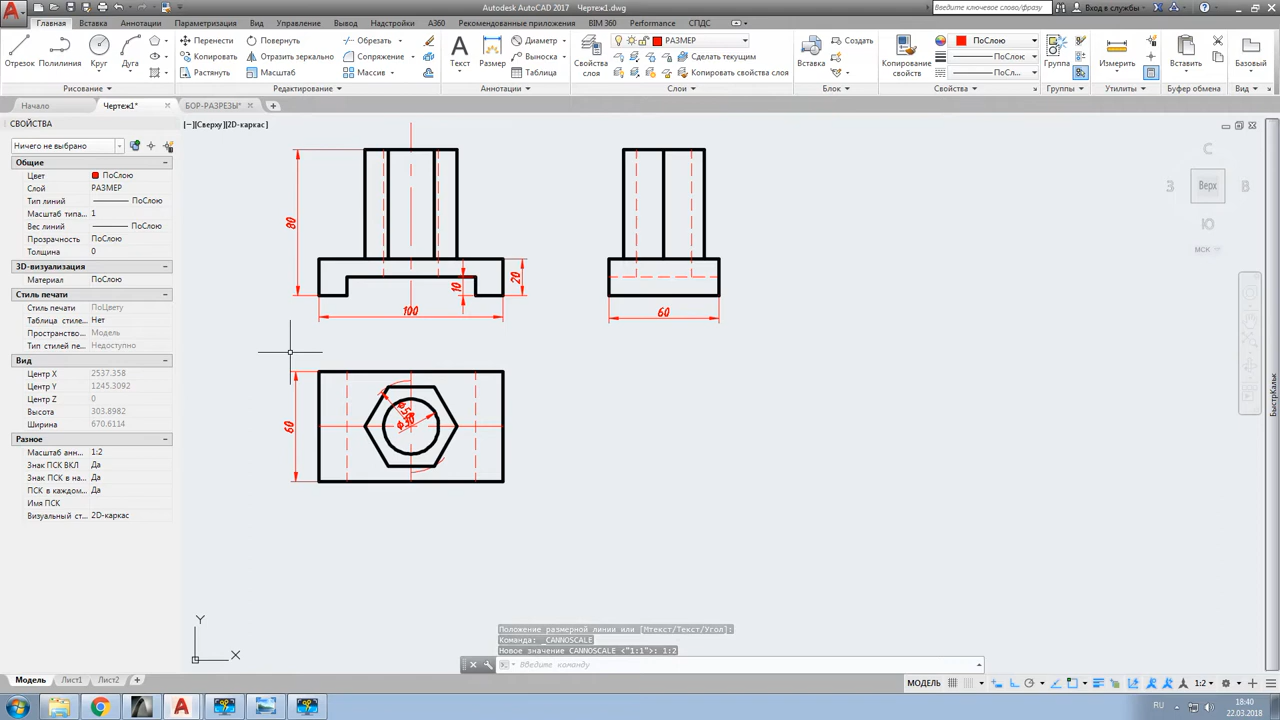 Autodesk AutoCAD 2017 Чертеж1.dwg
Введите ключевое слово/фразу
Вход в службы
Главная Вставка Аннотации Параметризация Вид Управление Вывод Надстройки A360 Рекомендованные приложения BIM 360 Performance СПДС
Отрезок Полилиния Круг Дуга
Перенести Повернуть Обрезать
Копировать Отразить зеркально Сопряжение
Растянуть Масштаб Массив
Текст Размер
Диаметр
Выноска
Таблица
Свойства слоя
РАЗМЕР
Сделать текущим
Копировать свойства слоя
Вставка
Создать
Копирование свойств
ПоСлою
ПоСлою
ПоСл...
Группа
Измерить
Вставить
Базовый
Рисование Редактирование Аннотации Слои Блок Свойства Группы Утилиты Буфер обмена Вид
Начало Чертеж1* БОР-РАЗРЕЗЫ*
СВОЙСТВА
[−][Сверху][2D-каркас]
Ничего не выбрано
Общие
Цвет ПоСлою
Слой РАЗМЕР
Тип линий ПоСлою
Масштаб типа... 1
Вес линий ПоСлою
Прозрачность ПоСлою
Толщина 0
3D-визуализация
Материал ПоСлою
Стиль печати
Стиль печати ПоЦвету
Таблица стиле... Нет
Пространство... Модель
Тип стилей пе... Недоступно
Вид
Центр X 2537.358
Центр Y 1245.3092
Центр Z 0
Высота 303.8982
Ширина 670.6114
Разное
Масштаб анн... 1:2
Знак ПСК ВКЛ Да
Знак ПСК в на... Да
ПСК в каждом... Да
Имя ПСК
Визуальный ст... 2D-каркас
80
10
20
100
60
60
С
З Верх В
Ю
МСК
БыстрКальк
Y
X
Положение размерной линии или [Мтекст/Текст/Угол]:
Команда: _CANNOSCALE
Новое значение CANNOSCALE <"1:1">: 1:2
Введите команду
Модель Лист1 Лист2 +
МОДЕЛЬ
1:2
RU
18:40
22.03.2018